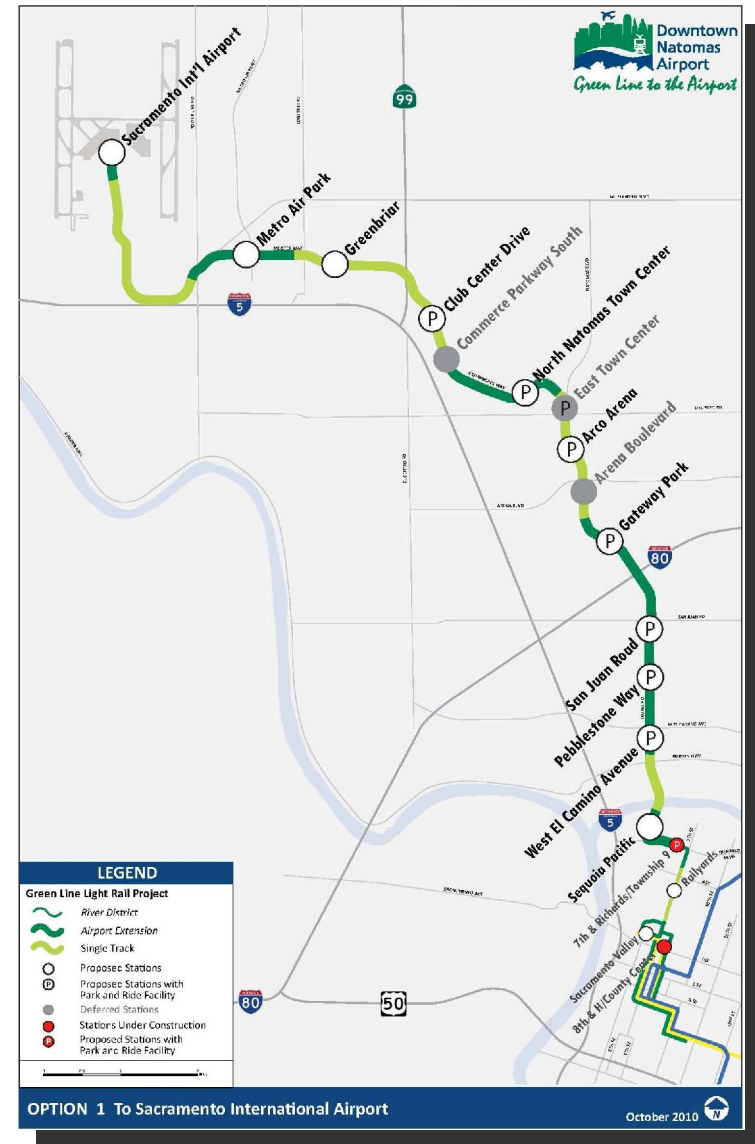 Downtown
Natomas
Airport
Green Line to the Airport
Sacramento Int'l Airport
99
Metro Air Park
Greenbriar
5
Club Center Drive
Commerce Parkway South
North Natomas Town Center
P
East Town Center
P
P
Arco Arena
P
Arena Boulevard
ARENA BLVD
Gateway Park
P
80
SAN JUAN RD
P
San Juan Road
P
Pebblestone Way
P
West El Camino Avenue
5
Sequoia Pacific
P
7th & Richards/Township 9
Railyards
Sacramento Valley
8th & H/County Center
80
50
LEGEND
Green Line Light Rail Project
River District
Airport Extension
Single Track
Proposed Stations
P
Proposed Stations with
Park and Ride Facility
Deferred Stations
Stations Under Construction
P
Proposed Stations with
Park and Ride Facility
OPTION 1 To Sacramento International Airport
October 2010
N